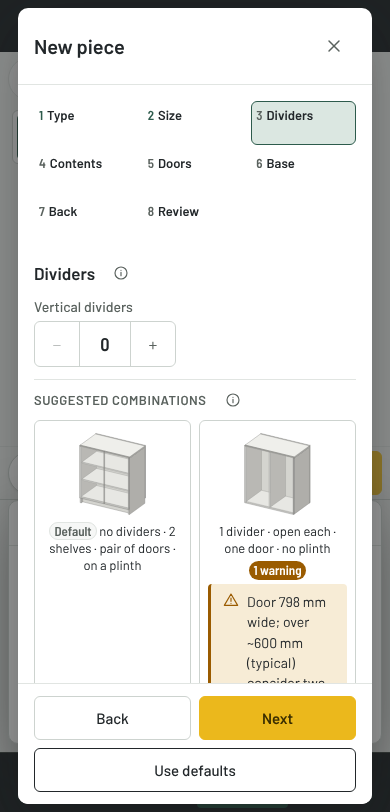 New piece
1 Type
2 Size
3 Dividers
4 Contents
5 Doors
6 Base
7 Back
8 Review
Dividers
Vertical dividers
− 0 +
SUGGESTED COMBINATIONS
Default no dividers · 2
shelves · pair of doors ·
on a plinth
1 divider · open each ·
one door · no plinth
1 warning
Door 798 mm
wide; over
~600 mm
(typical)
consider two
Back
Next
Use defaults